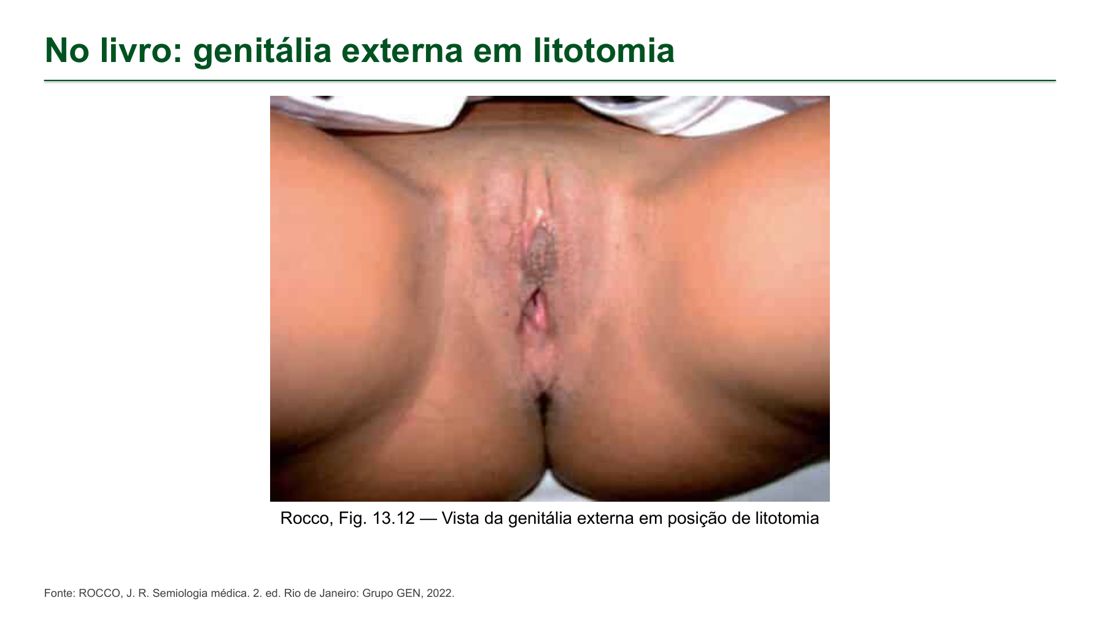 No livro: genitália externa em litotomia
Rocco, Fig. 13.12 — Vista da genitália externa em posição de litotomia
Fonte: ROCCO, J. R. Semiologia médica. 2. ed. Rio de Janeiro: Grupo GEN, 2022.